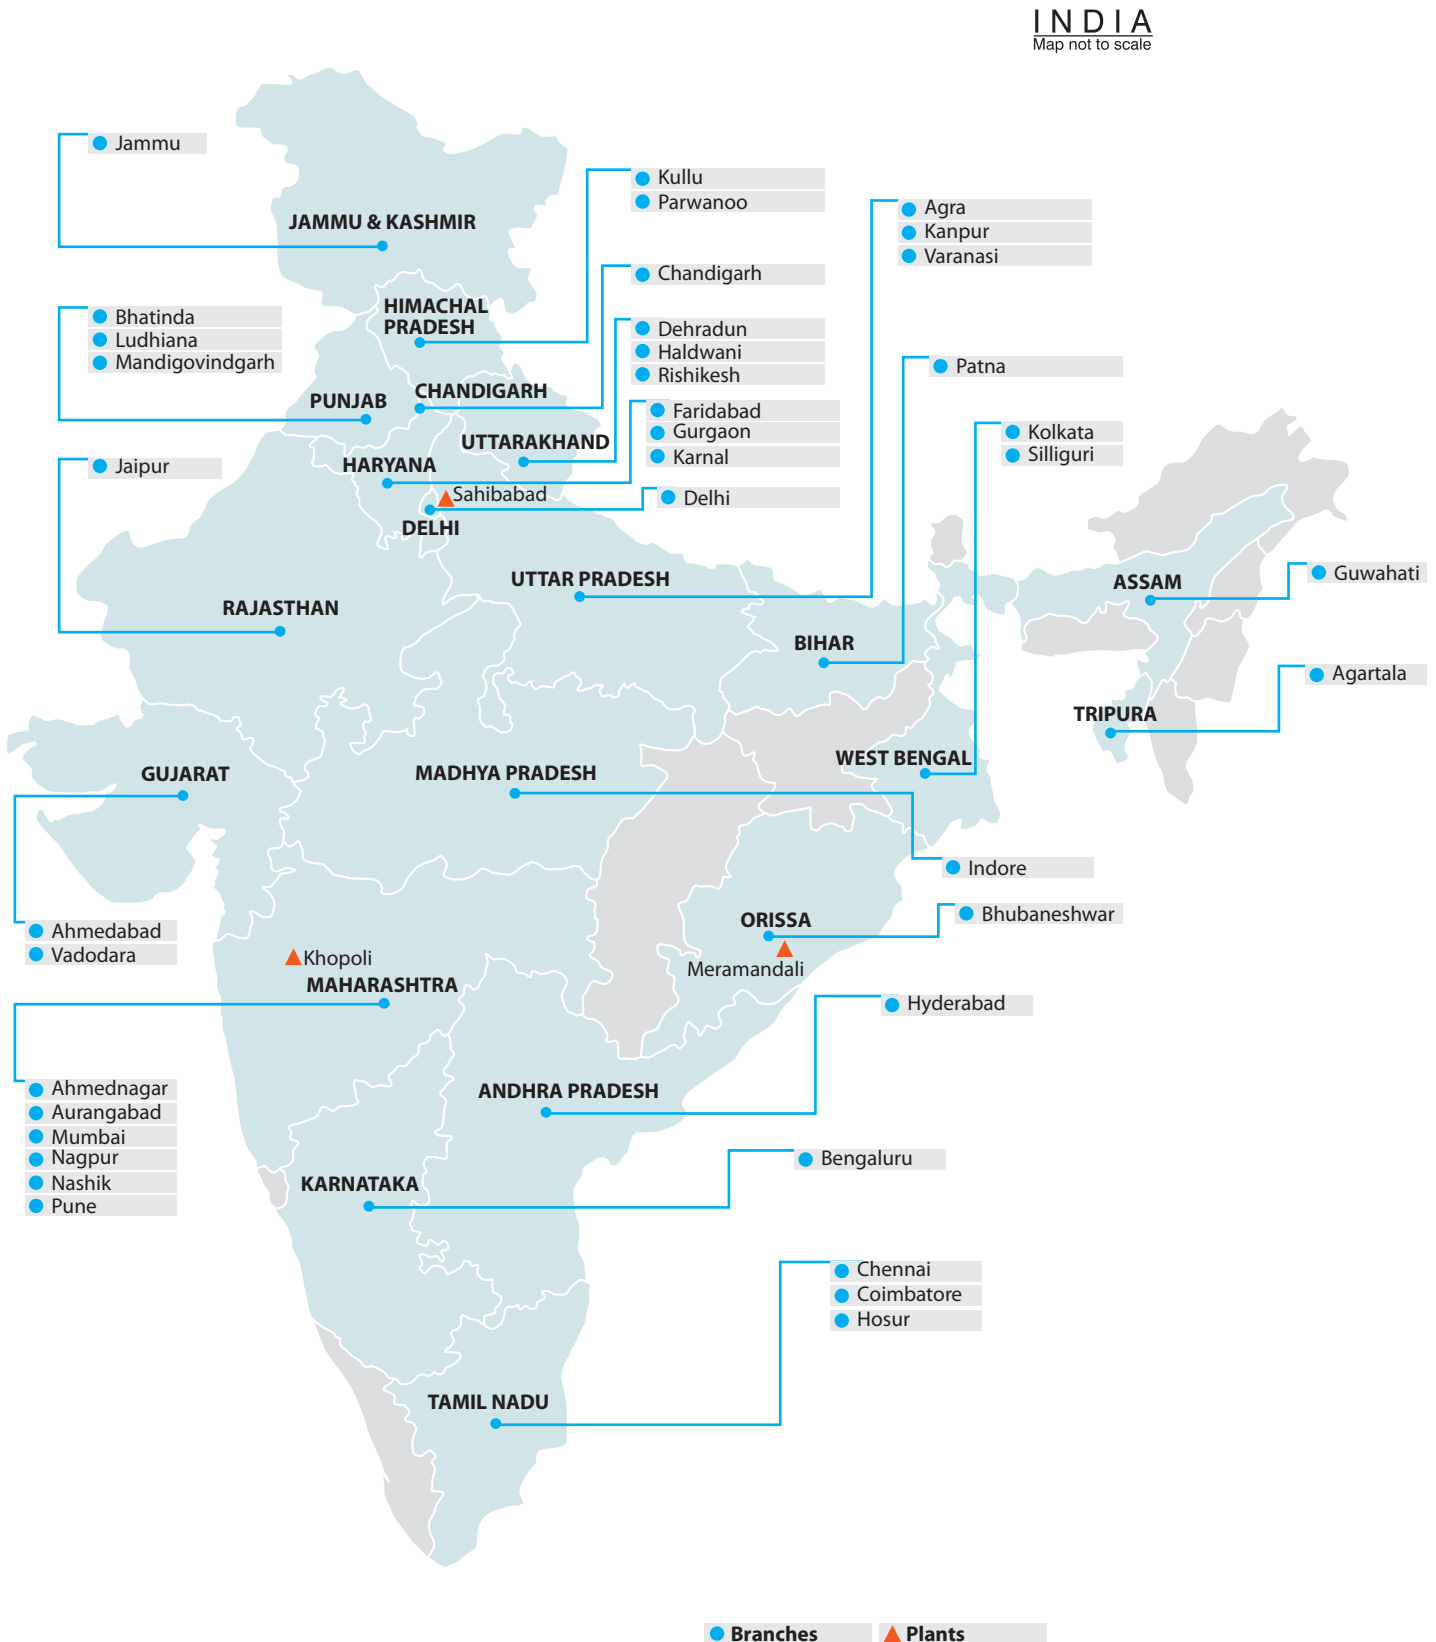 INDIA
Map not to scale
Jammu
JAMMU & KASHMIR
Kullu
Parwanoo
Agra
Kanpur
Varanasi
Chandigarh
HIMACHAL
PRADESH
Bhatinda
Ludhiana
Mandigovindgarh
Dehradun
Haldwani
Rishikesh
Patna
PUNJAB
CHANDIGARH
Faridabad
Gurgaon
Karnal
Kolkata
Silliguri
UTTARAKHAND
HARYANA
Jaipur
Sahibabad
Delhi
DELHI
UTTAR PRADESH
ASSAM
Guwahati
RAJASTHAN
BIHAR
Agartala
TRIPURA
WEST BENGAL
GUJARAT
MADHYA PRADESH
Indore
Bhubaneshwar
ORISSA
Meramandali
Ahmedabad
Vadodara
Khopoli
MAHARASHTRA
Hyderabad
Ahmednagar
Aurangabad
Mumbai
Nagpur
Nashik
Pune
ANDHRA PRADESH
Bengaluru
KARNATAKA
Chennai
Coimbatore
Hosur
TAMIL NADU
Branches
Plants